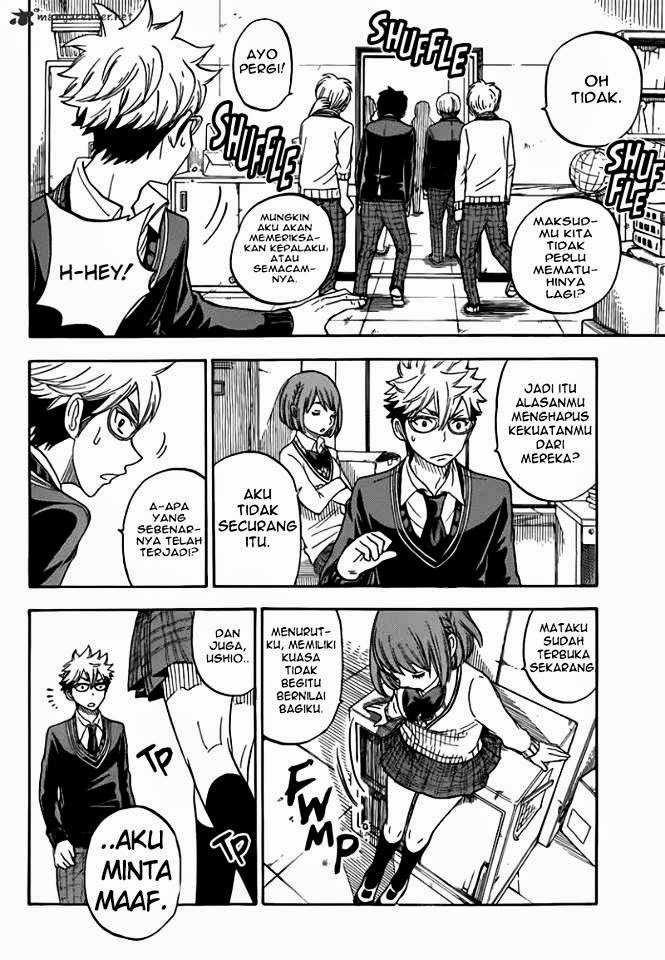 mangareader.net
OH
TIDAK.
SHUFFLE
AYO
PERGI!
SHUFFLE
SHUF
FLE
MAKSUD-
MU KITA
TIDAK
PERLU
MEMATU-
HINYA
LAGI?
MUNGKIN
AKU AKAN
MEMERIKSA-
KAN KEPALAKU,
ATAU
SEMACAM-
NYA.
H-HEY!
JADI ITU
ALASANMU
MENGHAPUS
KEKUATANMU
DARI
MEREKA?
AKU
TIDAK
SECURANG
ITU.
A-APA
YANG
SEBENAR-
NYA TELAH
TERJADI?
MATAKU
SUDAH
TERBUKA
SEKARANG
MENURUT-
KU, MEMILIKI
KUASA
TIDAK
BEGITU
BERNILAI
BAGIKU.
FWMP
DAN
JUGA,
USHIO..
TP
TP
..AKU
MINTA
MAAF.